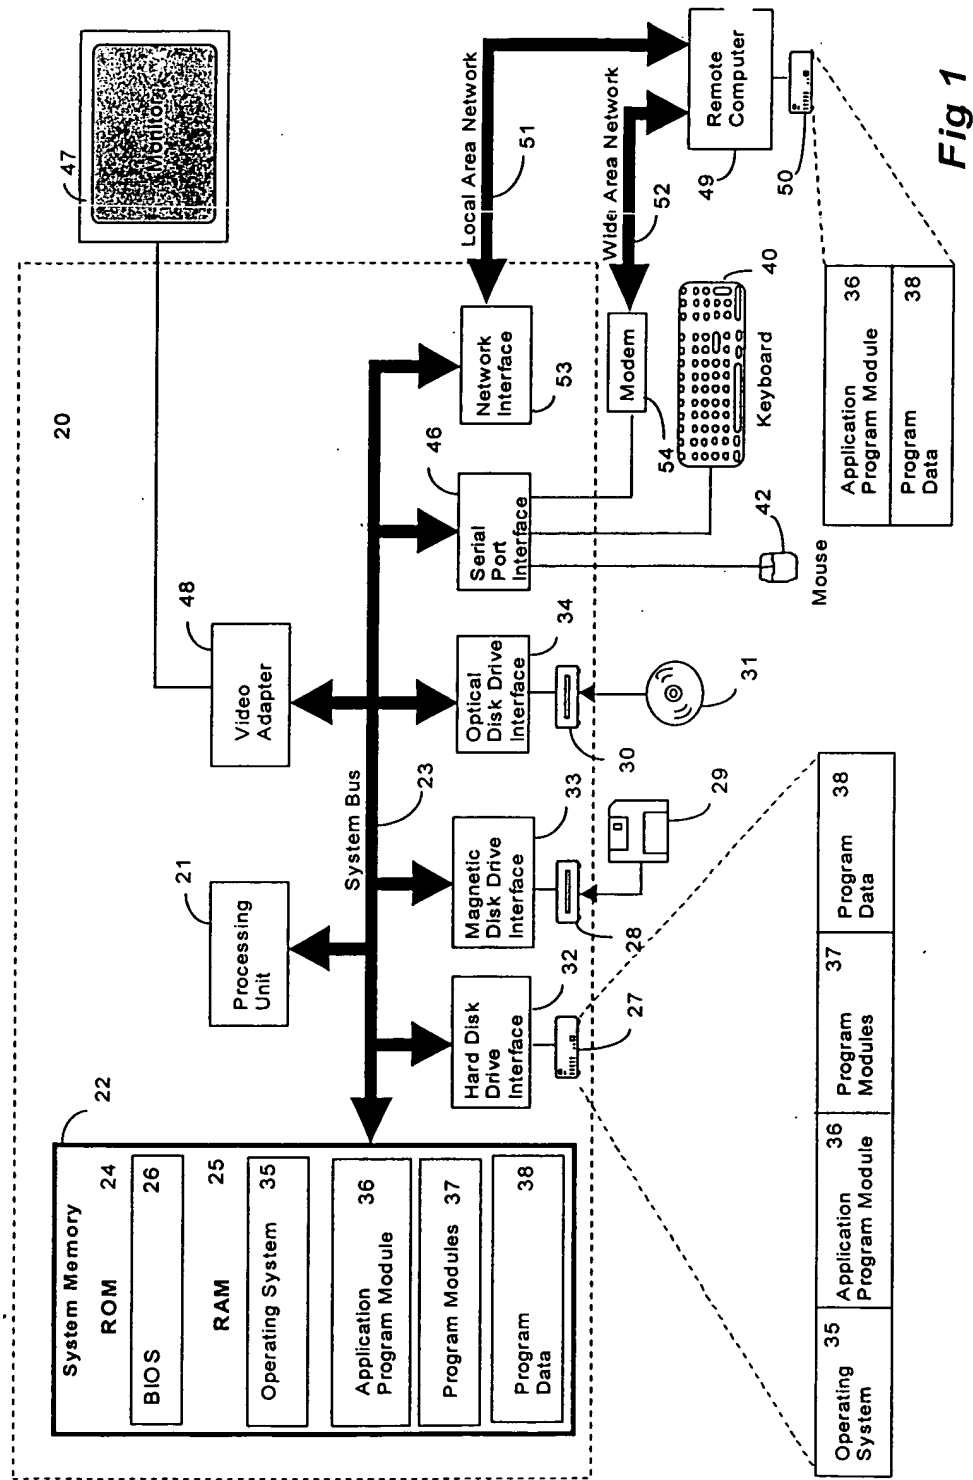 System Memory
ROM 24
BIOS 26
RAM 25
Operating System 35
Application
Program Module
36
Program Modules 37
Program
Data
38
22
Processing
Unit
21
Video
Adapter
48
20
Monitor
47
System Bus
23
Hard Disk
Drive
Interface
32
Magnetic
Disk Drive
Interface
33
Optical
Disk Drive
Interface
34
Serial
Port
Interface
46
Network
Interface
53
Local Area Network
51
27
28
29
30
31
Modem
54
Wide Area Network
52
Remote
Computer
49
50
Keyboard
40
Mouse
42
Operating
System
35
Application
Program Module
36
Program
Modules
37
Program
Data
38
Application
Program Module
36
Program
Data
38
Fig 1